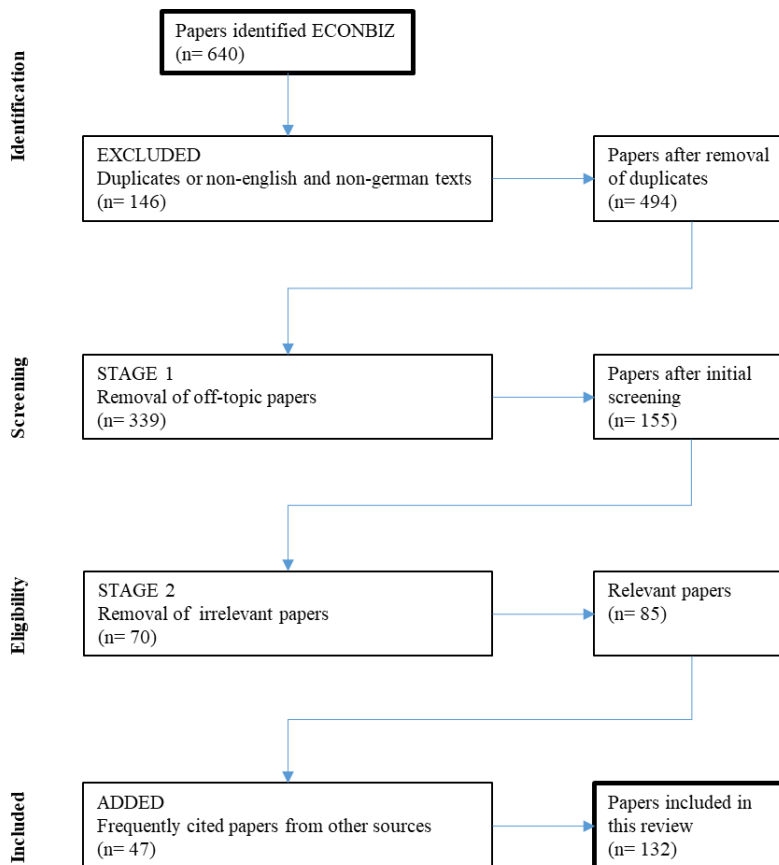 Identification
Papers identified ECONBIZ
(n= 640)
EXCLUDED
Duplicates or non-english and non-german texts
(n= 146)
Papers after removal
of duplicates
(n= 494)
Screening
STAGE 1
Removal of off-topic papers
(n= 339)
Papers after initial
screening
(n= 155)
Eligibility
STAGE 2
Removal of irrelevant papers
(n= 70)
Relevant papers
(n= 85)
Included
ADDED
Frequently cited papers from other sources
(n= 47)
Papers included in
this review
(n= 132)